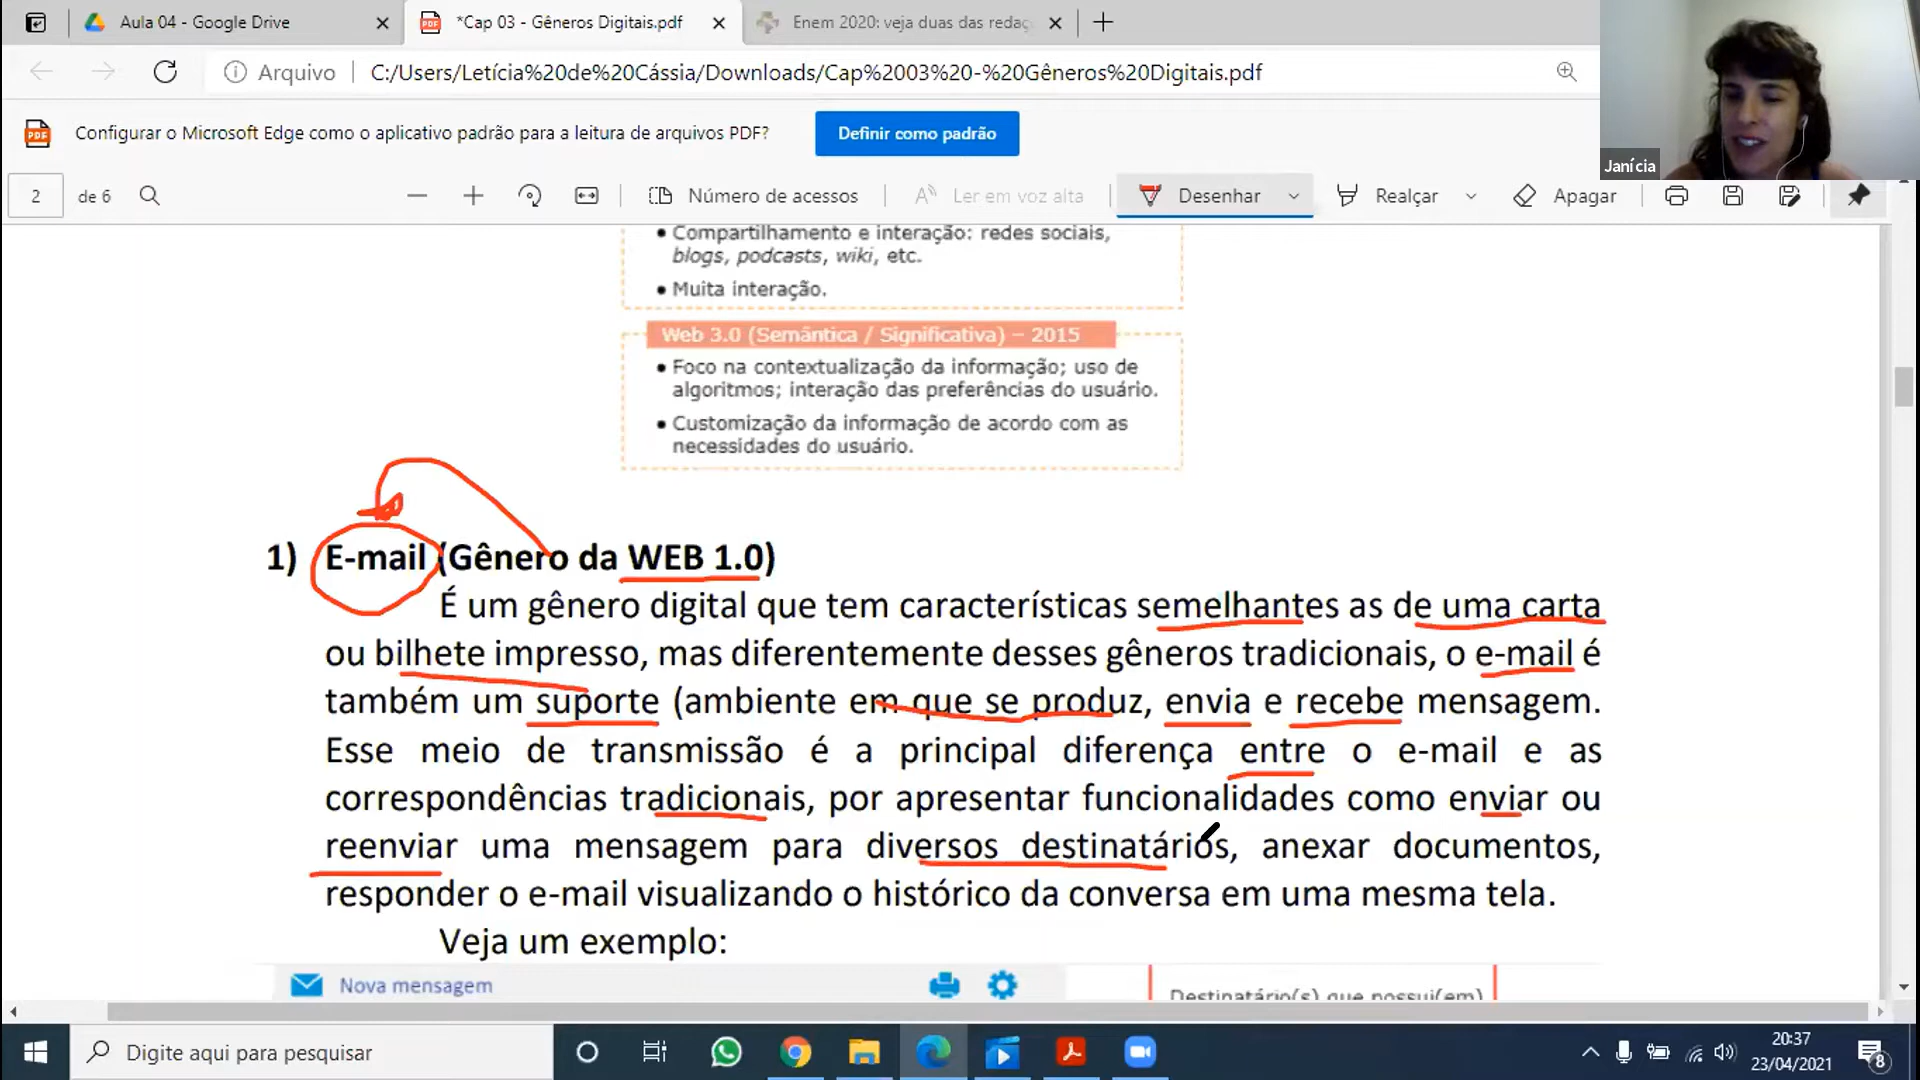 Aula 04 - Google Drive
*Cap 03 - Gêneros Digitais.pdf
Enem 2020: veja duas das redaç
Arquivo
C:/Users/Letícia%20de%20Cássia/Downloads/Cap%2003%20-%20Gêneros%20Digitais.pdf
Configurar o Microsoft Edge como o aplicativo padrão para a leitura de arquivos PDF?
Definir como padrão
Janícia
2 de 6
Número de acessos
Ler em voz alta
Desenhar
Realçar
Apagar
• Compartilhamento e interação: redes sociais,
blogs, podcasts, wiki, etc.
• Muita interação.
Web 3.0 (Semântica / Significativa) – 2015
• Foco na contextualização da informação; uso de
algoritmos; interação das preferências do usuário.
• Customização da informação de acordo com as
necessidades do usuário.
1) E-mail (Gênero da WEB 1.0)
É um gênero digital que tem características semelhantes as de uma carta
ou bilhete impresso, mas diferentemente desses gêneros tradicionais, o e-mail é
também um suporte (ambiente em que se produz, envia e recebe mensagem.
Esse meio de transmissão é a principal diferença entre o e-mail e as
correspondências tradicionais, por apresentar funcionalidades como enviar ou
reenviar uma mensagem para diversos destinatários, anexar documentos,
responder o e-mail visualizando o histórico da conversa em uma mesma tela.
Veja um exemplo:
Nova mensagem
Destinatário(s) que possui(em)
Digite aqui para pesquisar
20:37
23/04/2021
8